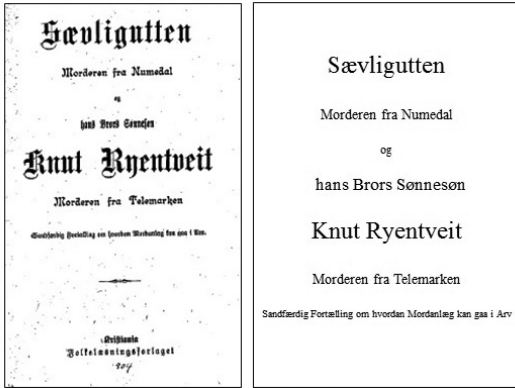 Sævligutten
Morderen fra Numedal
og
hans Brors Sønnesøn
Knut Ryentveit
Morderen fra Telemarken
Sandfærdig Fortælling om hvordan Mordanlæg kan gaa i Arv.
Kristiania
Folkelæsningsforlaget
1904
Sævligutten
Morderen fra Numedal
og
hans Brors Sønnesøn
Knut Ryentveit
Morderen fra Telemarken
Sandfærdig Fortælling om hvordan Mordanlæg kan gaa i Arv